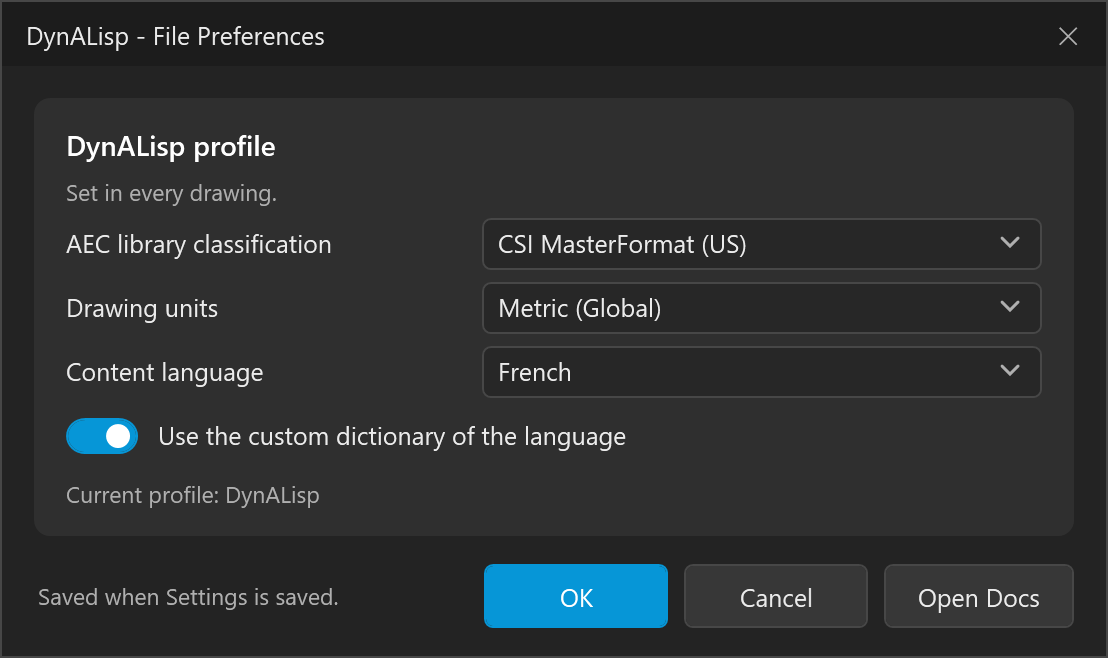 DynALisp - File Preferences
DynALisp profile
Set in every drawing.
AEC library classification
CSI MasterFormat (US)
Drawing units
Metric (Global)
Content language
French
Use the custom dictionary of the language
Current profile: DynALisp
Saved when Settings is saved.
OK
Cancel
Open Docs